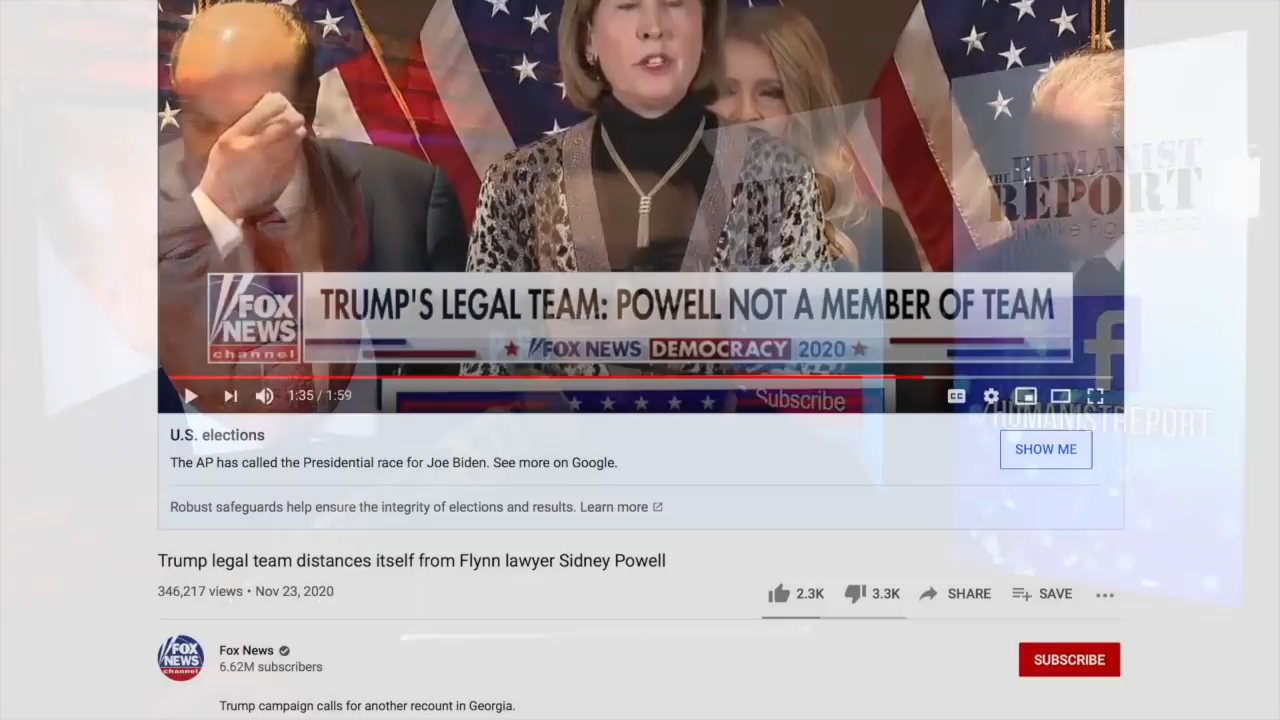 THE HUMANIST
REPORT
FOX
NEWS
channel
TRUMP'S LEGAL TEAM: POWELL NOT A MEMBER OF TEAM
FOX NEWS DEMOCRACY 2020
f
1:35 / 1:59
Subscribe
CC
/HUMANISTREPORT
U.S. elections
The AP has called the Presidential race for Joe Biden. See more on Google.
SHOW ME
Robust safeguards help ensure the integrity of elections and results. Learn more
Trump legal team distances itself from Flynn lawyer Sidney Powell
346,217 views • Nov 23, 2020
2.3K
3.3K
SHARE
SAVE
FOX
NEWS
channel
Fox News
6.62M subscribers
SUBSCRIBE
Trump campaign calls for another recount in Georgia.